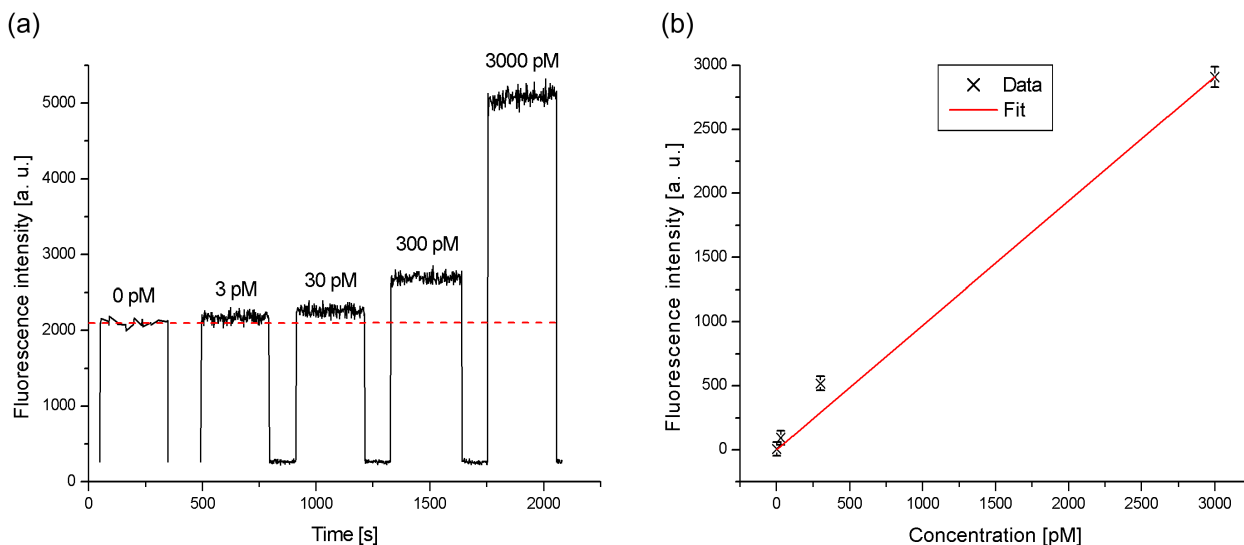 (a)
Fluorescence intensity [a. u.]
5000
4000
3000
2000
1000
0
0 pM
3 pM
30 pM
300 pM
3000 pM
0
500
1000
1500
2000
Time [s]
(b)
Fluorescence intensity [a. u.]
3000
2500
2000
1500
1000
500
0
Data
Fit
0
500
1000
1500
2000
2500
3000
Concentration [pM]